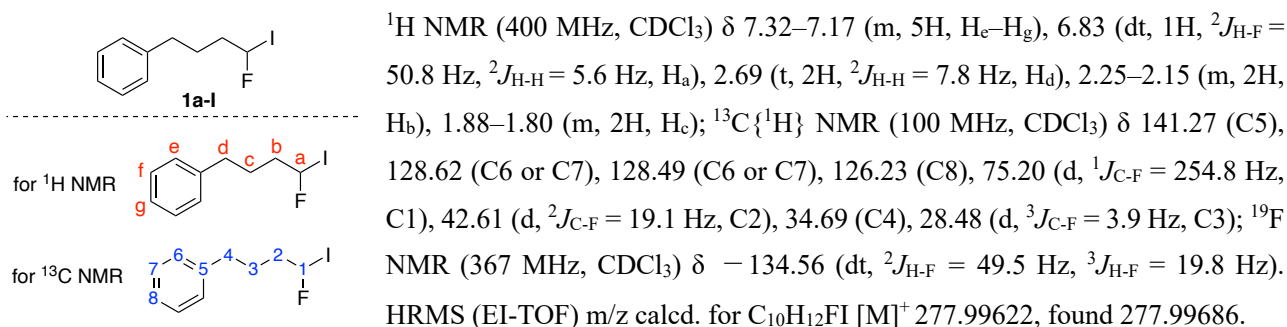 I
F
1a-I
for ¹H NMR
e
f
g
d
c
b
a
I
F
for ¹³C NMR
6
7
8
5
4
3
2
1
I
F
¹H NMR (400 MHz, CDCl₃) δ 7.32–7.17 (m, 5H, Hₑ–H_g), 6.83 (dt, 1H, ²J_H-F =
50.8 Hz, ²J_H-H = 5.6 Hz, Hₐ), 2.69 (t, 2H, ²J_H-H = 7.8 Hz, H_d), 2.25–2.15 (m, 2H,
H_b), 1.88–1.80 (m, 2H, H_c); ¹³C{¹H} NMR (100 MHz, CDCl₃) δ 141.27 (C5),
128.62 (C6 or C7), 128.49 (C6 or C7), 126.23 (C8), 75.20 (d, ¹J_C-F = 254.8 Hz,
C1), 42.61 (d, ²J_C-F = 19.1 Hz, C2), 34.69 (C4), 28.48 (d, ³J_C-F = 3.9 Hz, C3); ¹⁹F
NMR (367 MHz, CDCl₃) δ −134.56 (dt, ²J_H-F = 49.5 Hz, ³J_H-F = 19.8 Hz).
HRMS (EI-TOF) m/z calcd. for C₁₀H₁₂FI [M]⁺ 277.99622, found 277.99686.